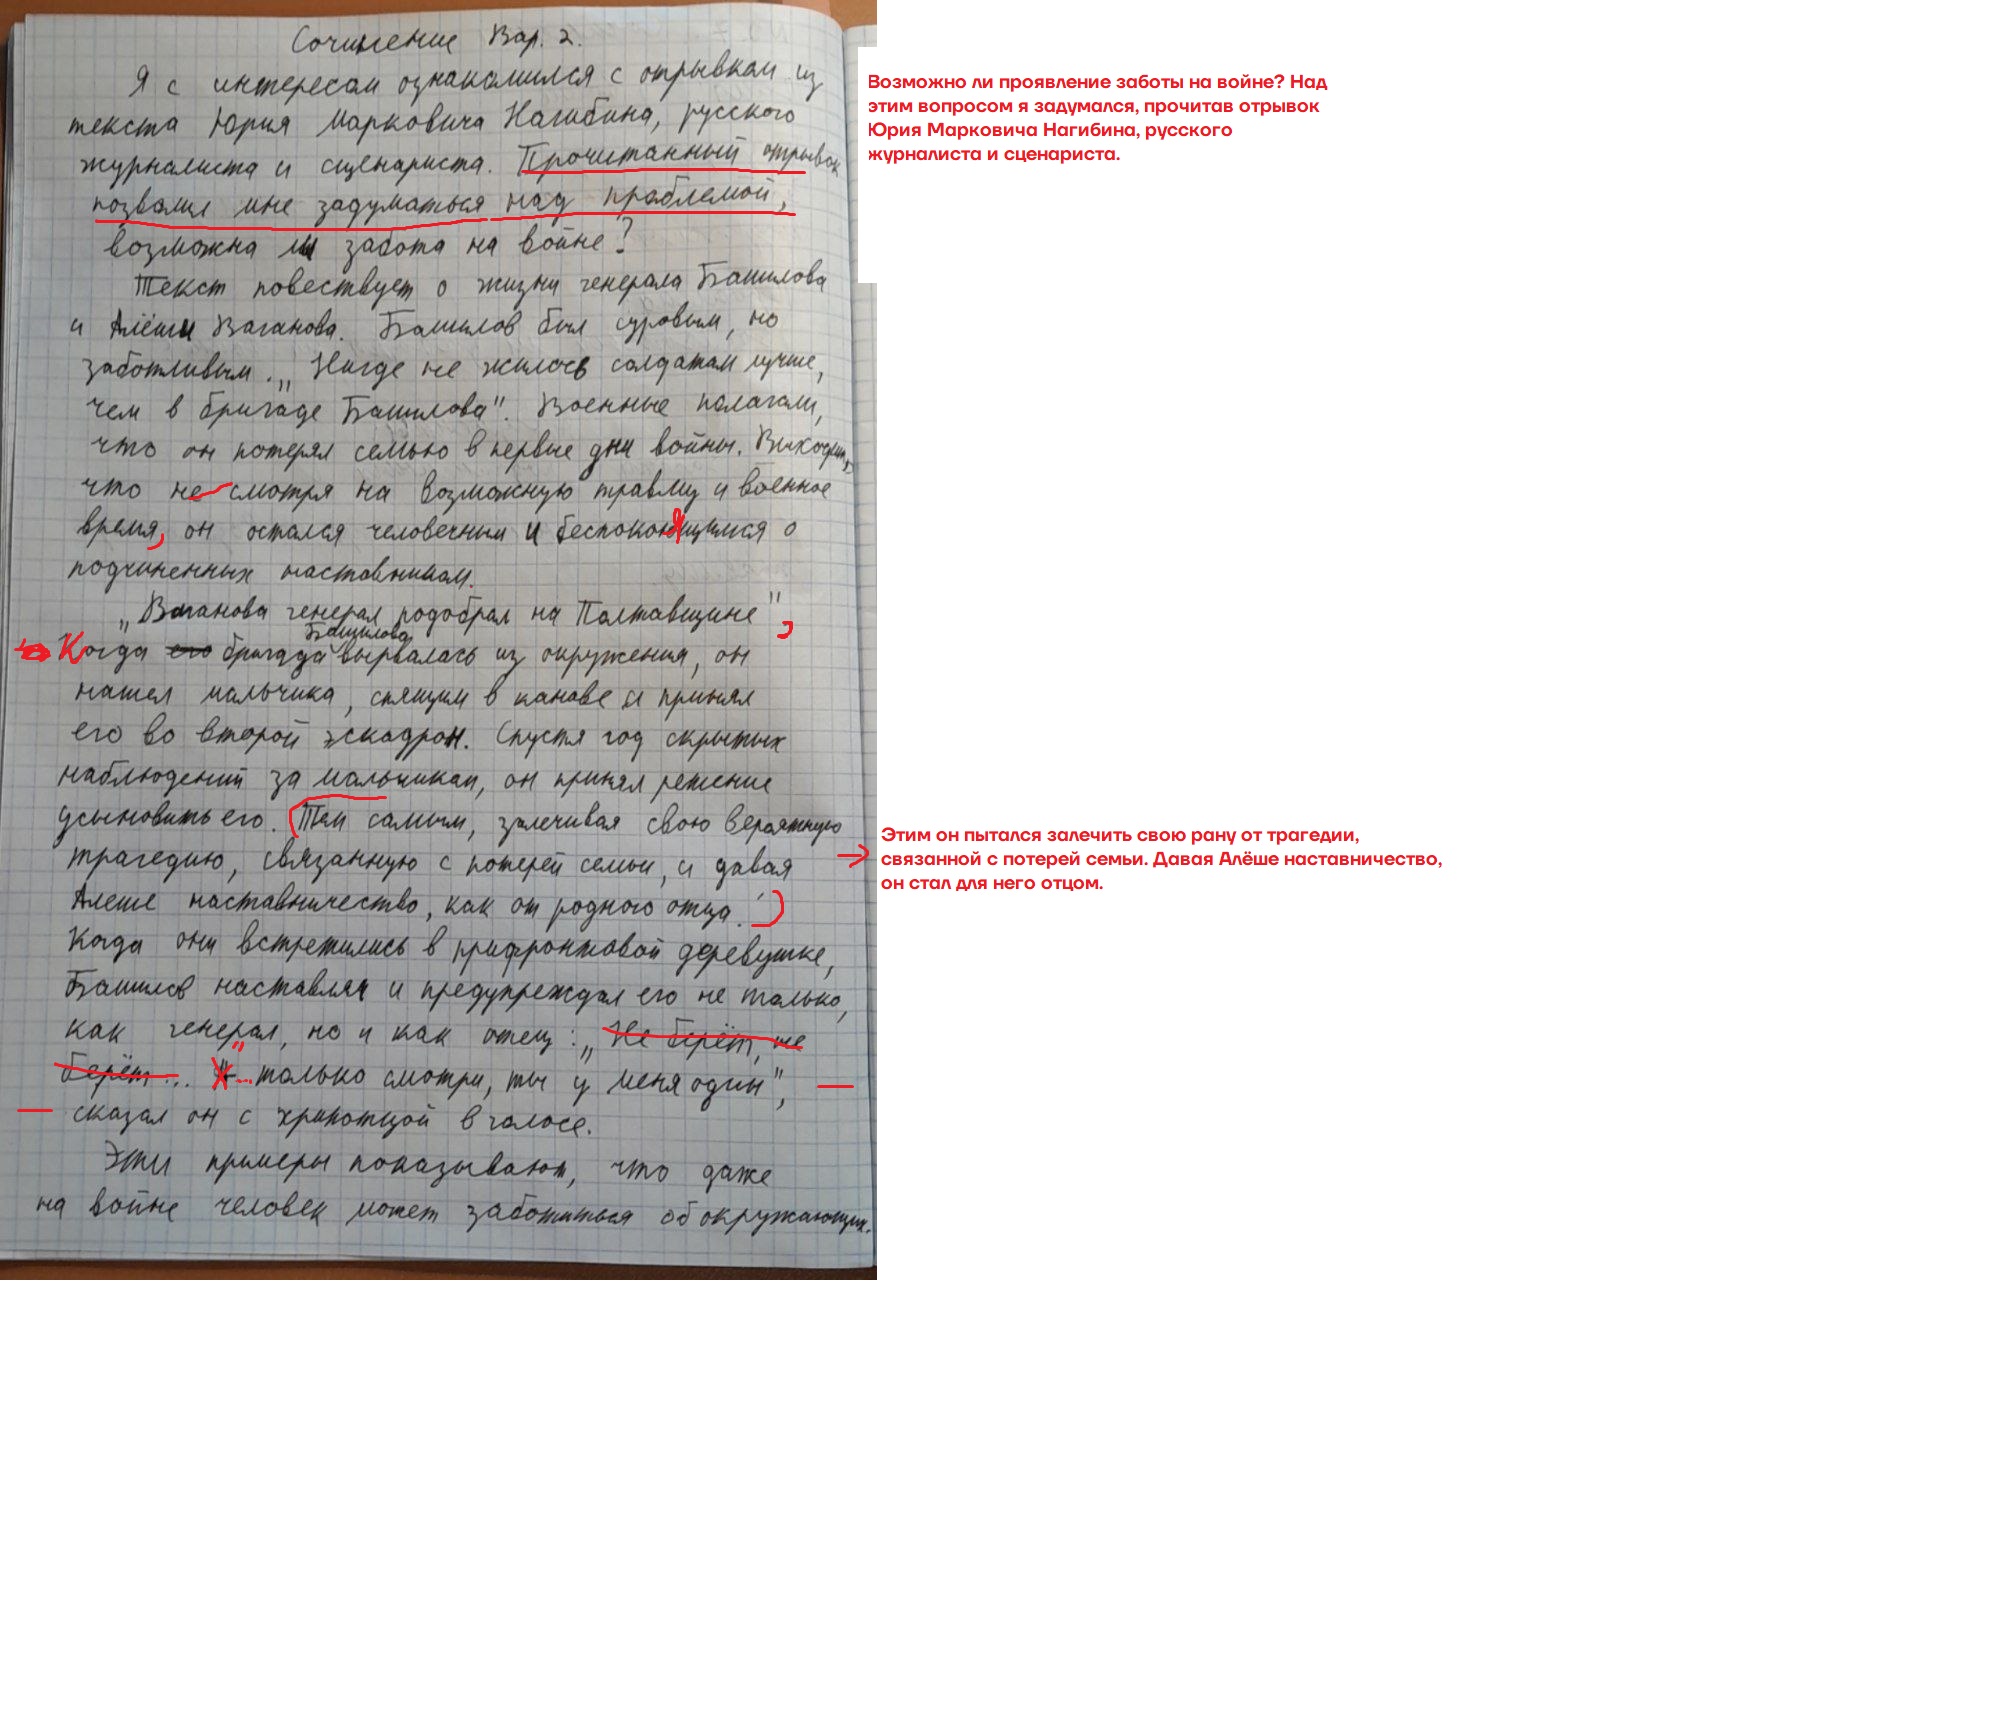 Сочинение Вар. 2.
Я с интересом ознакомился с отрывком из
текста Юрия Марковича Нагибина, русского
журналиста и сценариста. Прочитанный отрывок
позволил мне задуматься над проблемой,
возможна ли забота на войне?
Текст повествует о жизни генерала Башилова
и Алёши Ваганова. Башилов был суровым, но
заботливым. „Нигде не жилось солдатам лучше,
чем в бригаде Башилова". Военные полагали,
что он потерял семью в первые дни войны. Выходит,
что не смотря на возможную травму и военное
время, он остался человечным и беспокоящимся о
подчиненных наставником.
„Ваганова генерал подобрал на Полтавщине",
Башилова
Когда его бригада вырвалась из окружения, он
нашел мальчика, спящим в канаве и принял
его во второй эскадрон. Спустя год скрытых
наблюдений за мальчиком, он принял решение
усыновить его. Тем самым, залечивая свою вероятную
трагедию, связанную с потерей семьи, и давая
Алеше наставничество, как от родного отца.
Когда они встретились в прифронтовой деревушке,
Башилов наставлял и предупреждал его не только,
как генерал, но и как отец: „Не берёт, не
берёт... "...только смотри, ты у меня один", —
— сказал он с хрипотцой в голосе.
Эти примеры показывают, что даже
на войне человек может заботиться об окружающих.
Возможно ли проявление заботы на войне? Над
этим вопросом я задумался, прочитав отрывок
Юрия Марковича Нагибина, русского
журналиста и сценариста.
Этим он пытался залечить свою рану от трагедии,
связанной с потерей семьи. Давая Алёше наставничество,
он стал для него отцом.